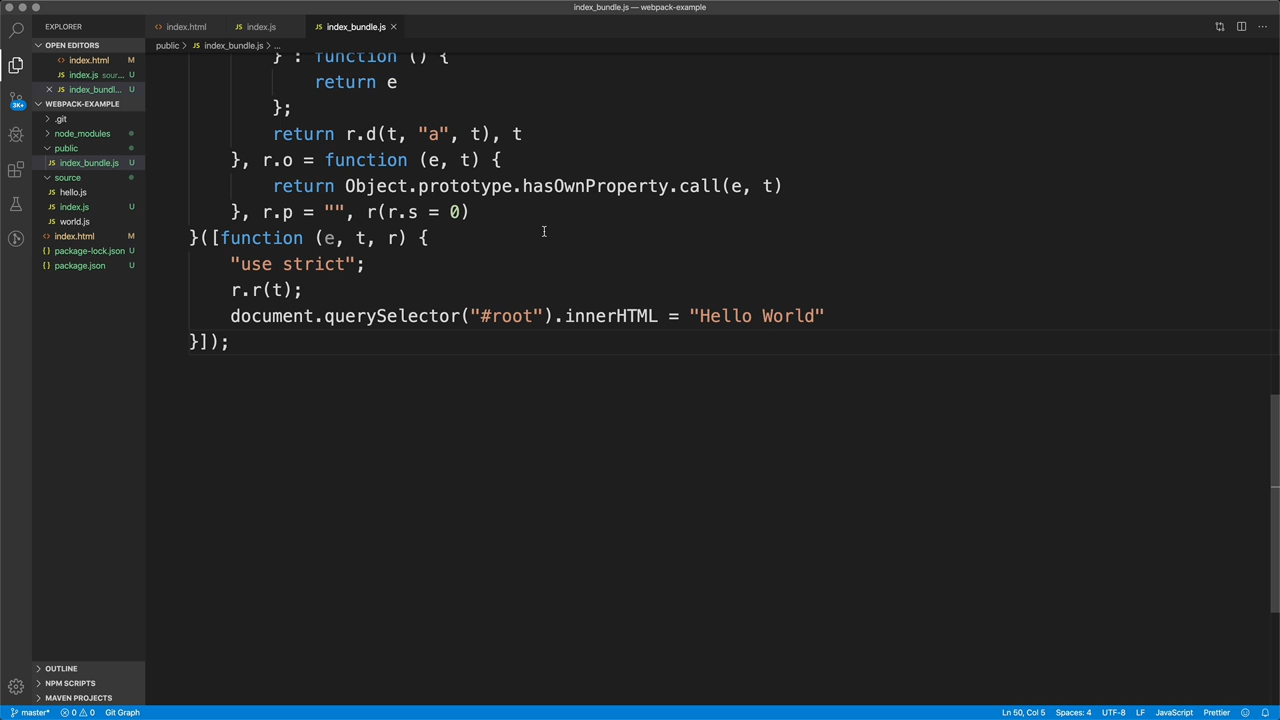 index_bundle.js — webpack-example
EXPLORER
index.html
index.js
index_bundle.js
OPEN EDITORS
public > index_bundle.js > ...
index.html M
index.js sour... U
index_bundl... U
3K+
WEBPACK-EXAMPLE
.git
node_modules
public
index_bundle.js U
source
hello.js
index.js U
world.js
index.html M
package-lock.json U
package.json U
} : function () {
return e
};
return r.d(t, "a", t), t
}, r.o = function (e, t) {
return Object.prototype.hasOwnProperty.call(e, t)
}, r.p = "", r(r.s = 0)
}([function (e, t, r) {
"use strict";
r.r(t);
document.querySelector("#root").innerHTML = "Hello World"
}]);
OUTLINE
NPM SCRIPTS
MAVEN PROJECTS
master* 0 0 Git Graph
Ln 50, Col 5 Spaces: 4 UTF-8 LF JavaScript Prettier